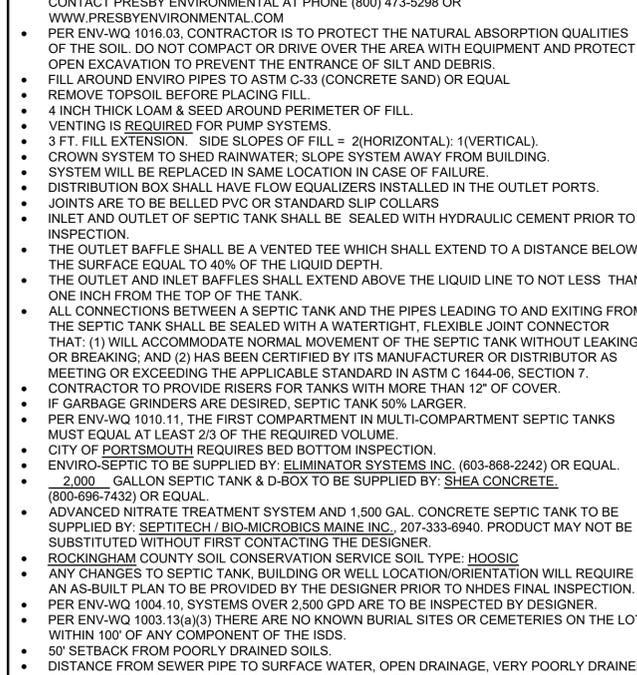 CONTACT PRESBY ENVIRONMENTAL AT PHONE (800) 473-5298 OR
WWW.PRESBYENVIRONMENTAL.COM
• PER ENV-WQ 1016.03, CONTRACTOR IS TO PROTECT THE NATURAL ABSORPTION QUALITIES
OF THE SOIL. DO NOT COMPACT OR DRIVE OVER THE AREA WITH EQUIPMENT AND PROTECT
OPEN EXCAVATION TO PREVENT THE ENTRANCE OF SILT AND DEBRIS.
• FILL AROUND ENVIRO PIPES TO ASTM C-33 (CONCRETE SAND) OR EQUAL
• REMOVE TOPSOIL BEFORE PLACING FILL.
• 4 INCH THICK LOAM & SEED AROUND PERIMETER OF FILL.
• VENTING IS REQUIRED FOR PUMP SYSTEMS.
• 3 FT. FILL EXTENSION. SIDE SLOPES OF FILL = 2(HORIZONTAL): 1(VERTICAL).
• CROWN SYSTEM TO SHED RAINWATER; SLOPE SYSTEM AWAY FROM BUILDING.
• SYSTEM WILL BE REPLACED IN SAME LOCATION IN CASE OF FAILURE.
• DISTRIBUTION BOX SHALL HAVE FLOW EQUALIZERS INSTALLED IN THE OUTLET PORTS.
• JOINTS ARE TO BE BELLED PVC OR STANDARD SLIP COLLARS
• INLET AND OUTLET OF SEPTIC TANK SHALL BE SEALED WITH HYDRAULIC CEMENT PRIOR TO
INSPECTION.
• THE OUTLET BAFFLE SHALL BE A VENTED TEE WHICH SHALL EXTEND TO A DISTANCE BELOW
THE SURFACE EQUAL TO 40% OF THE LIQUID DEPTH.
• THE OUTLET AND INLET BAFFLES SHALL EXTEND ABOVE THE LIQUID LINE TO NOT LESS THAN
ONE INCH FROM THE TOP OF THE TANK.
• ALL CONNECTIONS BETWEEN A SEPTIC TANK AND THE PIPES LEADING TO AND EXITING FROM
THE SEPTIC TANK SHALL BE SEALED WITH A WATERTIGHT, FLEXIBLE JOINT CONNECTOR
THAT: (1) WILL ACCOMMODATE NORMAL MOVEMENT OF THE SEPTIC TANK WITHOUT LEAKING
OR BREAKING; AND (2) HAS BEEN CERTIFIED BY ITS MANUFACTURER OR DISTRIBUTOR AS
MEETING OR EXCEEDING THE APPLICABLE STANDARD IN ASTM C 1644-06, SECTION 7.
• CONTRACTOR TO PROVIDE RISERS FOR TANKS WITH MORE THAN 12" OF COVER.
• IF GARBAGE GRINDERS ARE DESIRED, SEPTIC TANK 50% LARGER.
• PER ENV-WQ 1010.11, THE FIRST COMPARTMENT IN MULTI-COMPARTMENT SEPTIC TANKS
MUST EQUAL AT LEAST 2/3 OF THE REQUIRED VOLUME.
• CITY OF PORTSMOUTH REQUIRES BED BOTTOM INSPECTION.
• ENVIRO-SEPTIC TO BE SUPPLIED BY: ELIMINATOR SYSTEMS INC. (603-868-2242) OR EQUAL.
• 2,000 GALLON SEPTIC TANK & D-BOX TO BE SUPPLIED BY: SHEA CONCRETE.
(800-696-7432) OR EQUAL.
• ADVANCED NITRATE TREATMENT SYSTEM AND 1,500 GAL. CONCRETE SEPTIC TANK TO BE
SUPPLIED BY: SEPTITECH / BIO-MICROBICS MAINE INC., 207-333-6940. PRODUCT MAY NOT BE
SUBSTITUTED WITHOUT FIRST CONTACTING THE DESIGNER.
• ROCKINGHAM COUNTY SOIL CONSERVATION SERVICE SOIL TYPE: HOOSIC
• ANY CHANGES TO SEPTIC TANK, BUILDING OR WELL LOCATION/ORIENTATION WILL REQUIRE
AN AS-BUILT PLAN TO BE PROVIDED BY THE DESIGNER PRIOR TO NHDES FINAL INSPECTION.
• PER ENV-WQ 1004.10, SYSTEMS OVER 2,500 GPD ARE TO BE INSPECTED BY DESIGNER.
• PER ENV-WQ 1003.13(a)(3) THERE ARE NO KNOWN BURIAL SITES OR CEMETERIES ON THE LOT
WITHIN 100' OF ANY COMPONENT OF THE ISDS.
• 50' SETBACK FROM POORLY DRAINED SOILS.
• DISTANCE FROM SEWER PIPE TO SURFACE WATER, OPEN DRAINAGE, VERY POORLY DRAINED